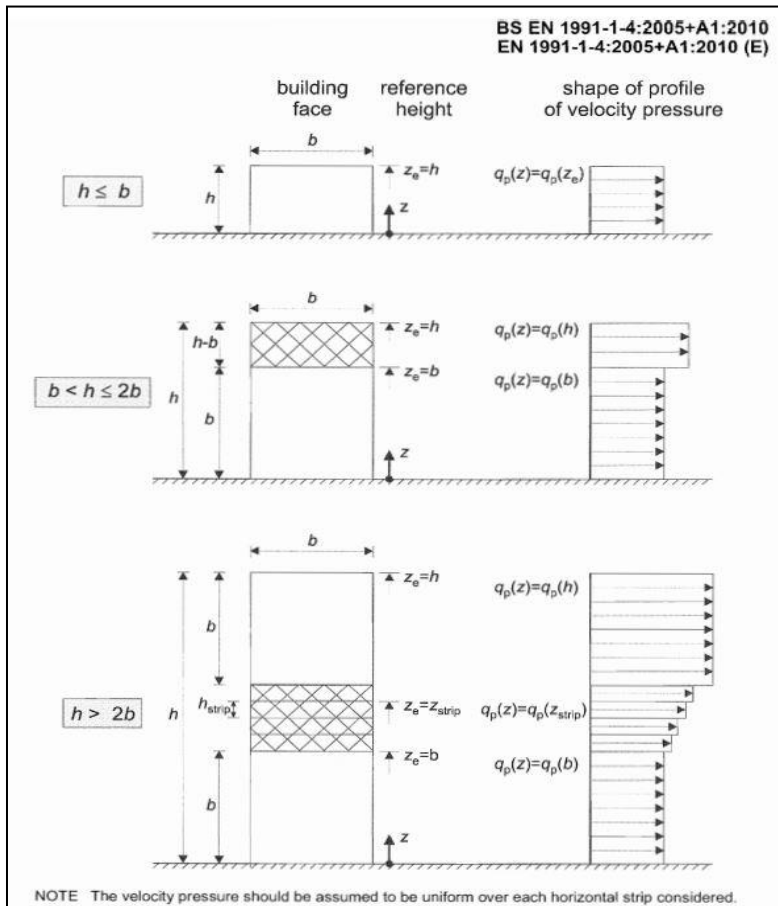 BS EN 1991-1-4:2005+A1:2010
EN 1991-1-4:2005+A1:2010 (E)
building face
reference height
shape of profile of velocity pressure
h ≤ b
b
h
z_e=h
z
q_p(z)=q_p(z_e)
b < h ≤ 2b
b
h
h-b
b
z_e=h
z_e=b
z
q_p(z)=q_p(h)
q_p(z)=q_p(b)
h > 2b
b
h
b
h_strip
b
z_e=h
z_e=z_strip
z_e=b
z
q_p(z)=q_p(h)
q_p(z)=q_p(z_strip)
q_p(z)=q_p(b)
NOTE The velocity pressure should be assumed to be uniform over each horizontal strip considered.